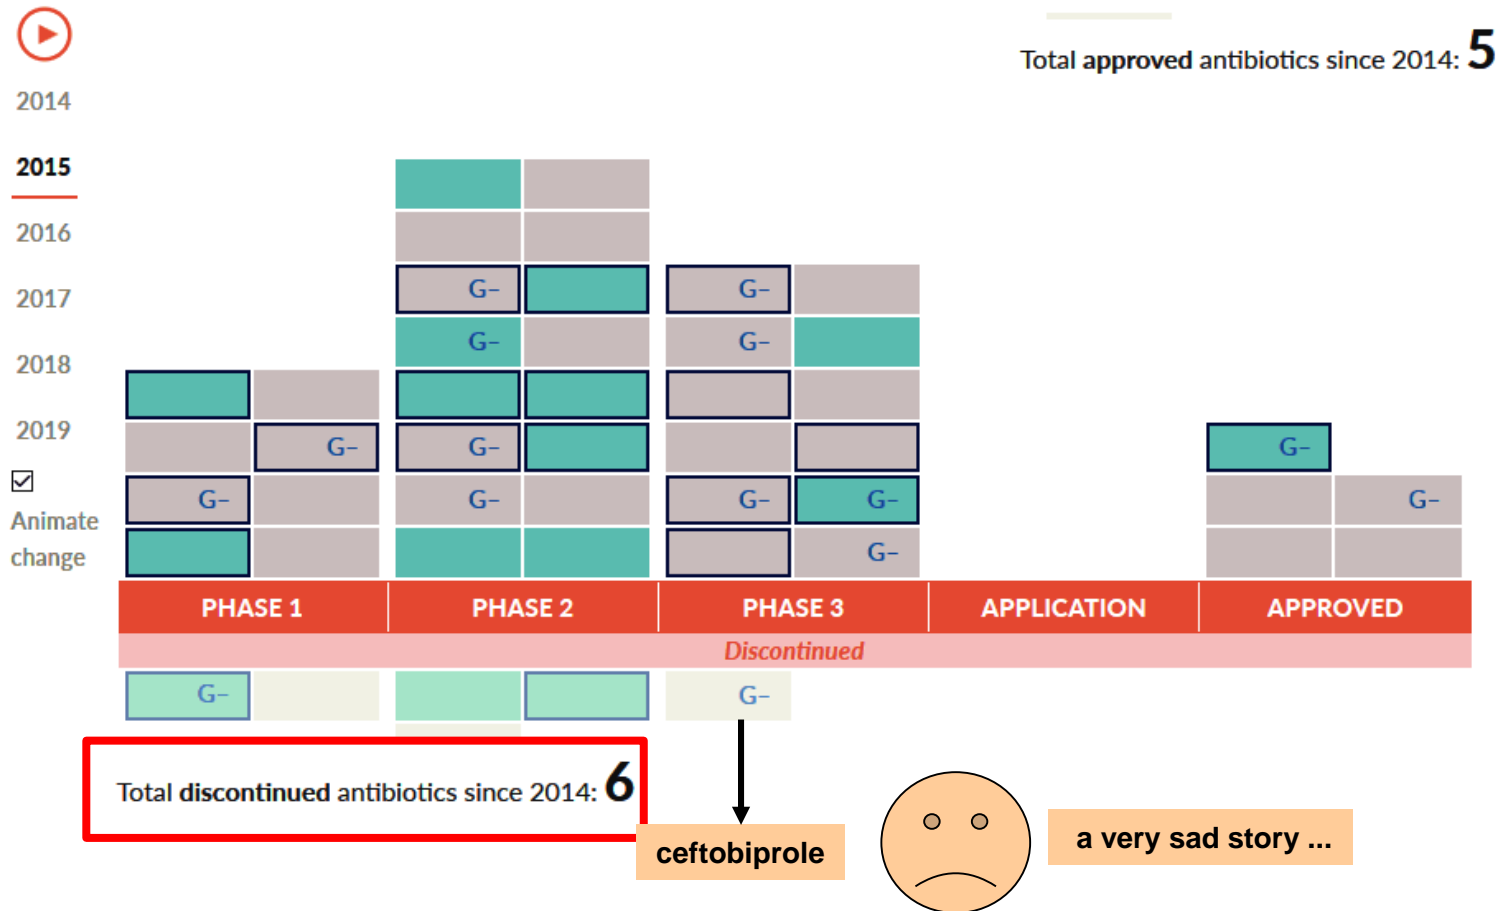 Total approved antibiotics since 2014: 5
2014
2015
2016
2017
2018
2019
Animate
change
G–
G– G–
G–
G–
G–
G–
G–
G–
G–
G– G–
G–
G–
G–
PHASE 1 PHASE 2 PHASE 3 APPLICATION APPROVED
Discontinued
G– G–
Total discontinued antibiotics since 2014: 6
ceftobiprole
a very sad story ...